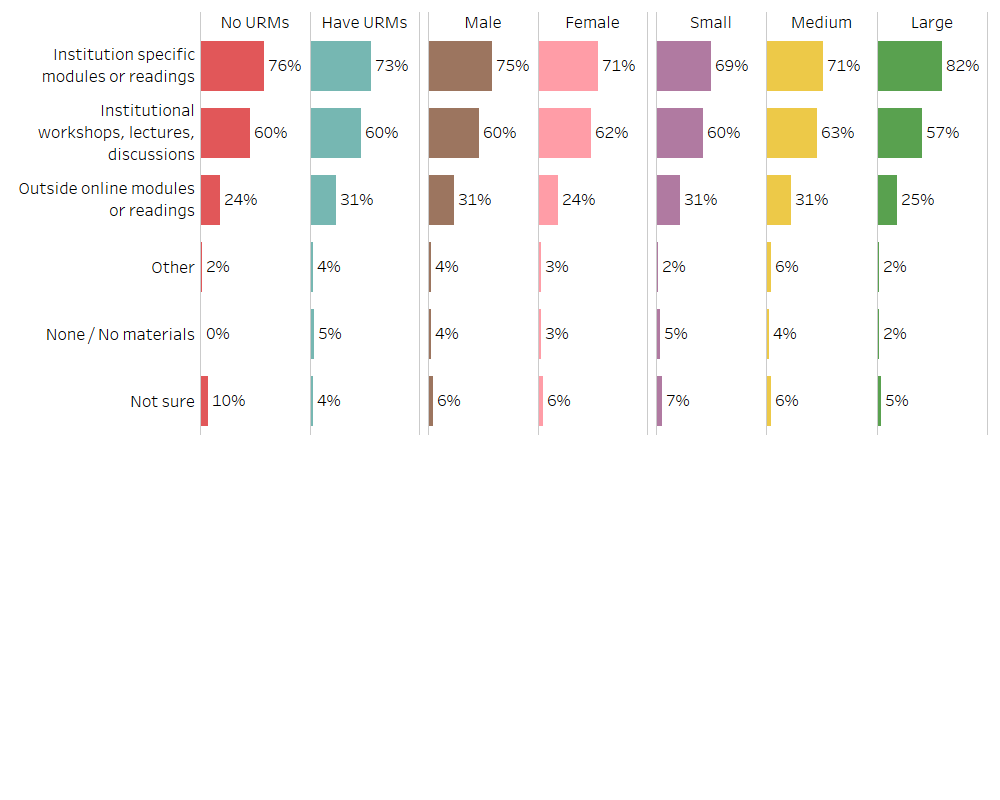 No URMs Have URMs Male Female Small Medium Large
Institution specific
modules or readings
76% 73% 75% 71% 69% 71% 82%
Institutional
workshops, lectures,
discussions
60% 60% 60% 62% 60% 63% 57%
Outside online modules
or readings
24% 31% 31% 24% 31% 31% 25%
Other 2% 4% 4% 3% 2% 6% 2%
None / No materials 0% 5% 4% 3% 5% 4% 2%
Not sure 10% 4% 6% 6% 7% 6% 5%